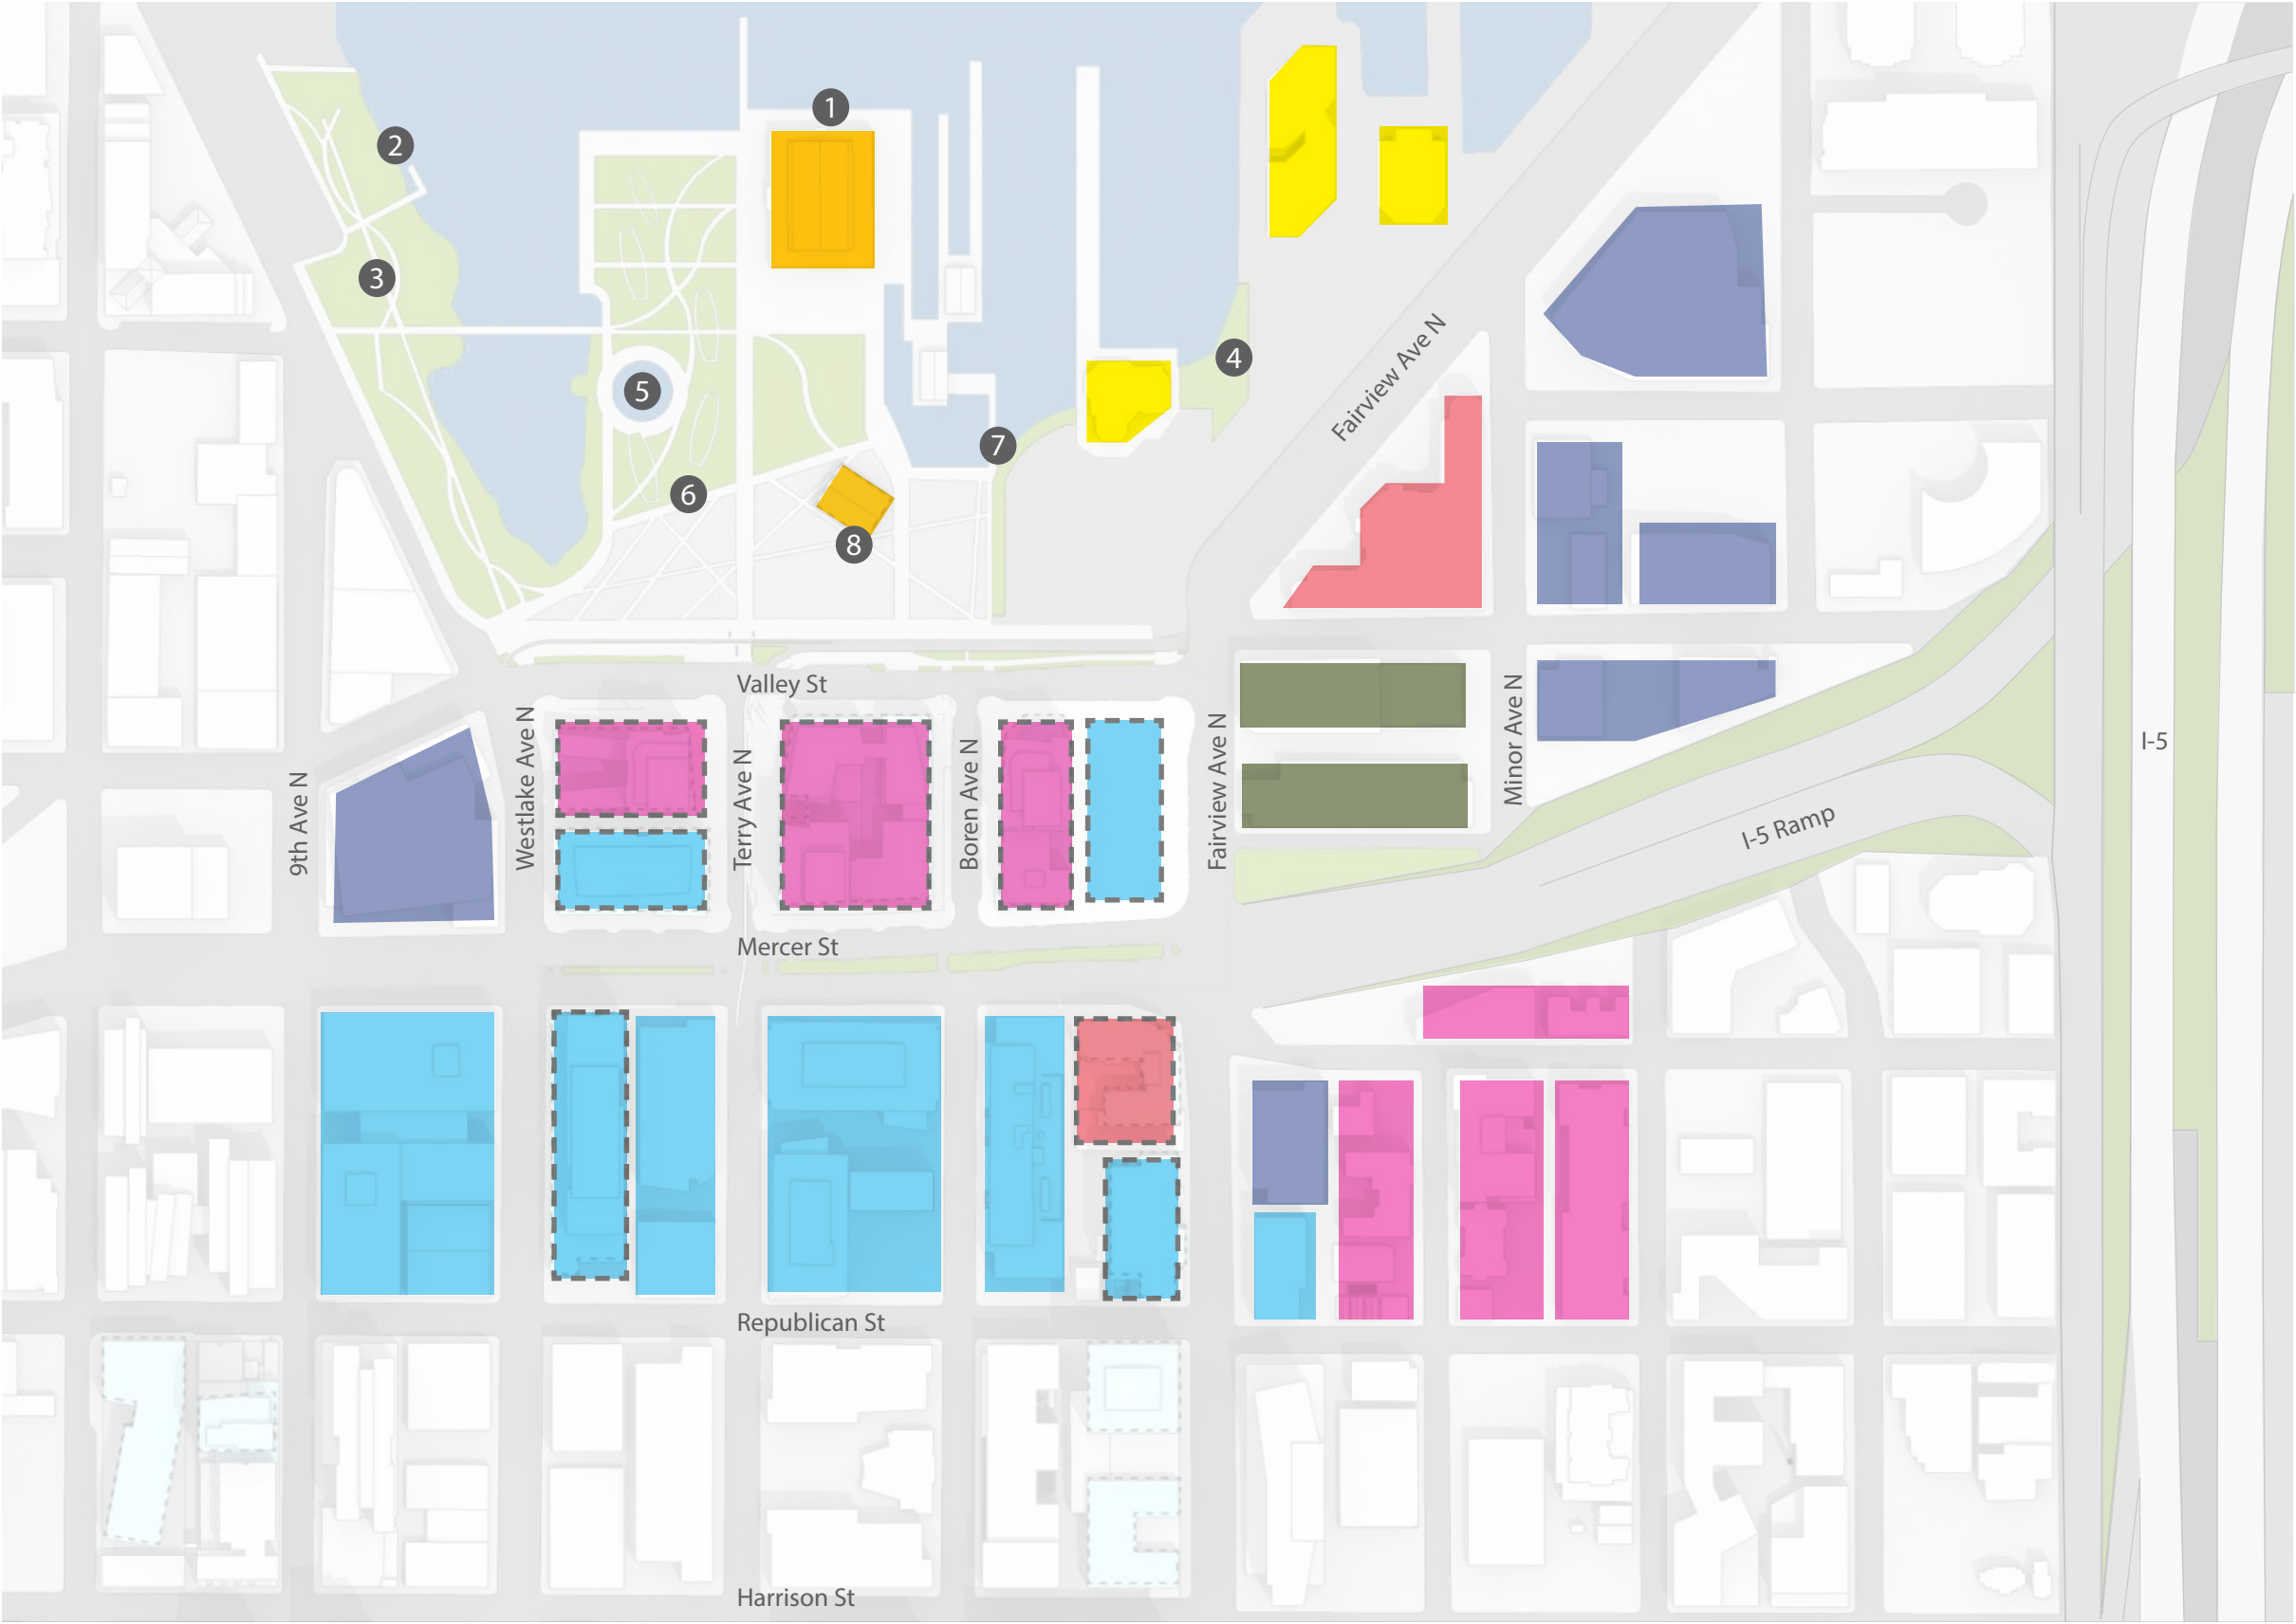 1
2
3
4
5
6
7
8
Fairview Ave N
Valley St
9th Ave N
Westlake Ave N
Terry Ave N
Boren Ave N
Fairview Ave N
Minor Ave N
I-5
I-5 Ramp
Mercer St
Republican St
Harrison St